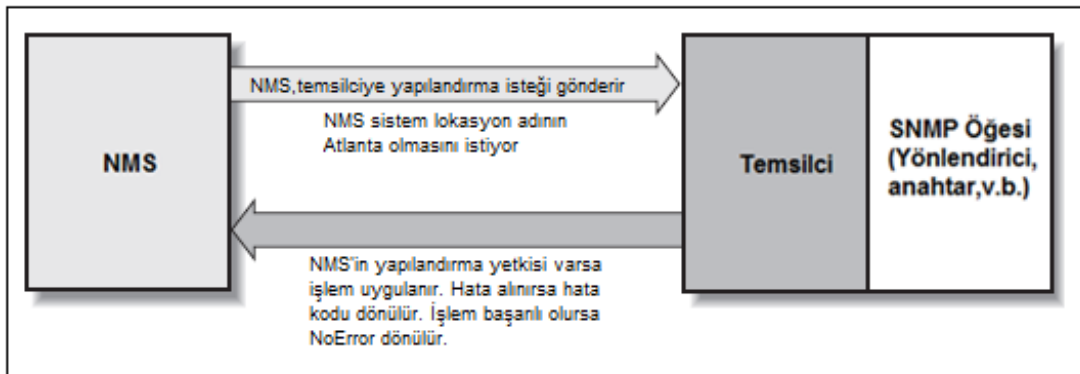 NMS
NMS,temsilciye yapılandırma isteği gönderir
NMS sistem lokasyon adının
Atlanta olmasını istiyor
NMS'in yapılandırma yetkisi varsa
işlem uygulanır. Hata alınırsa hata
kodu dönülür. İşlem başarılı olursa
NoError dönülür.
Temsilci
SNMP Öğesi
(Yönlendirici,
anahtar,v.b.)